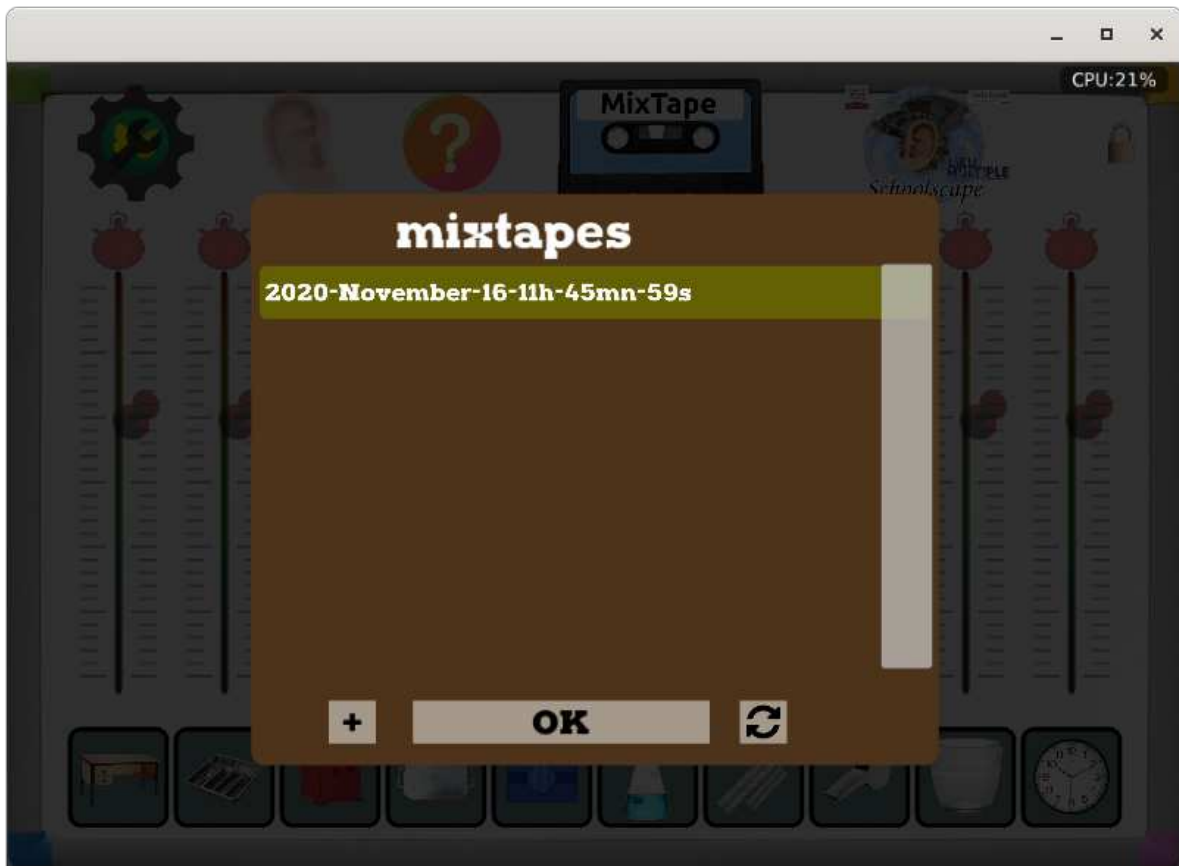 CPU:21%
MixTape
?
Schoolscape
mixtapes
2020-November-16-11h-45mn-59s
+ OK